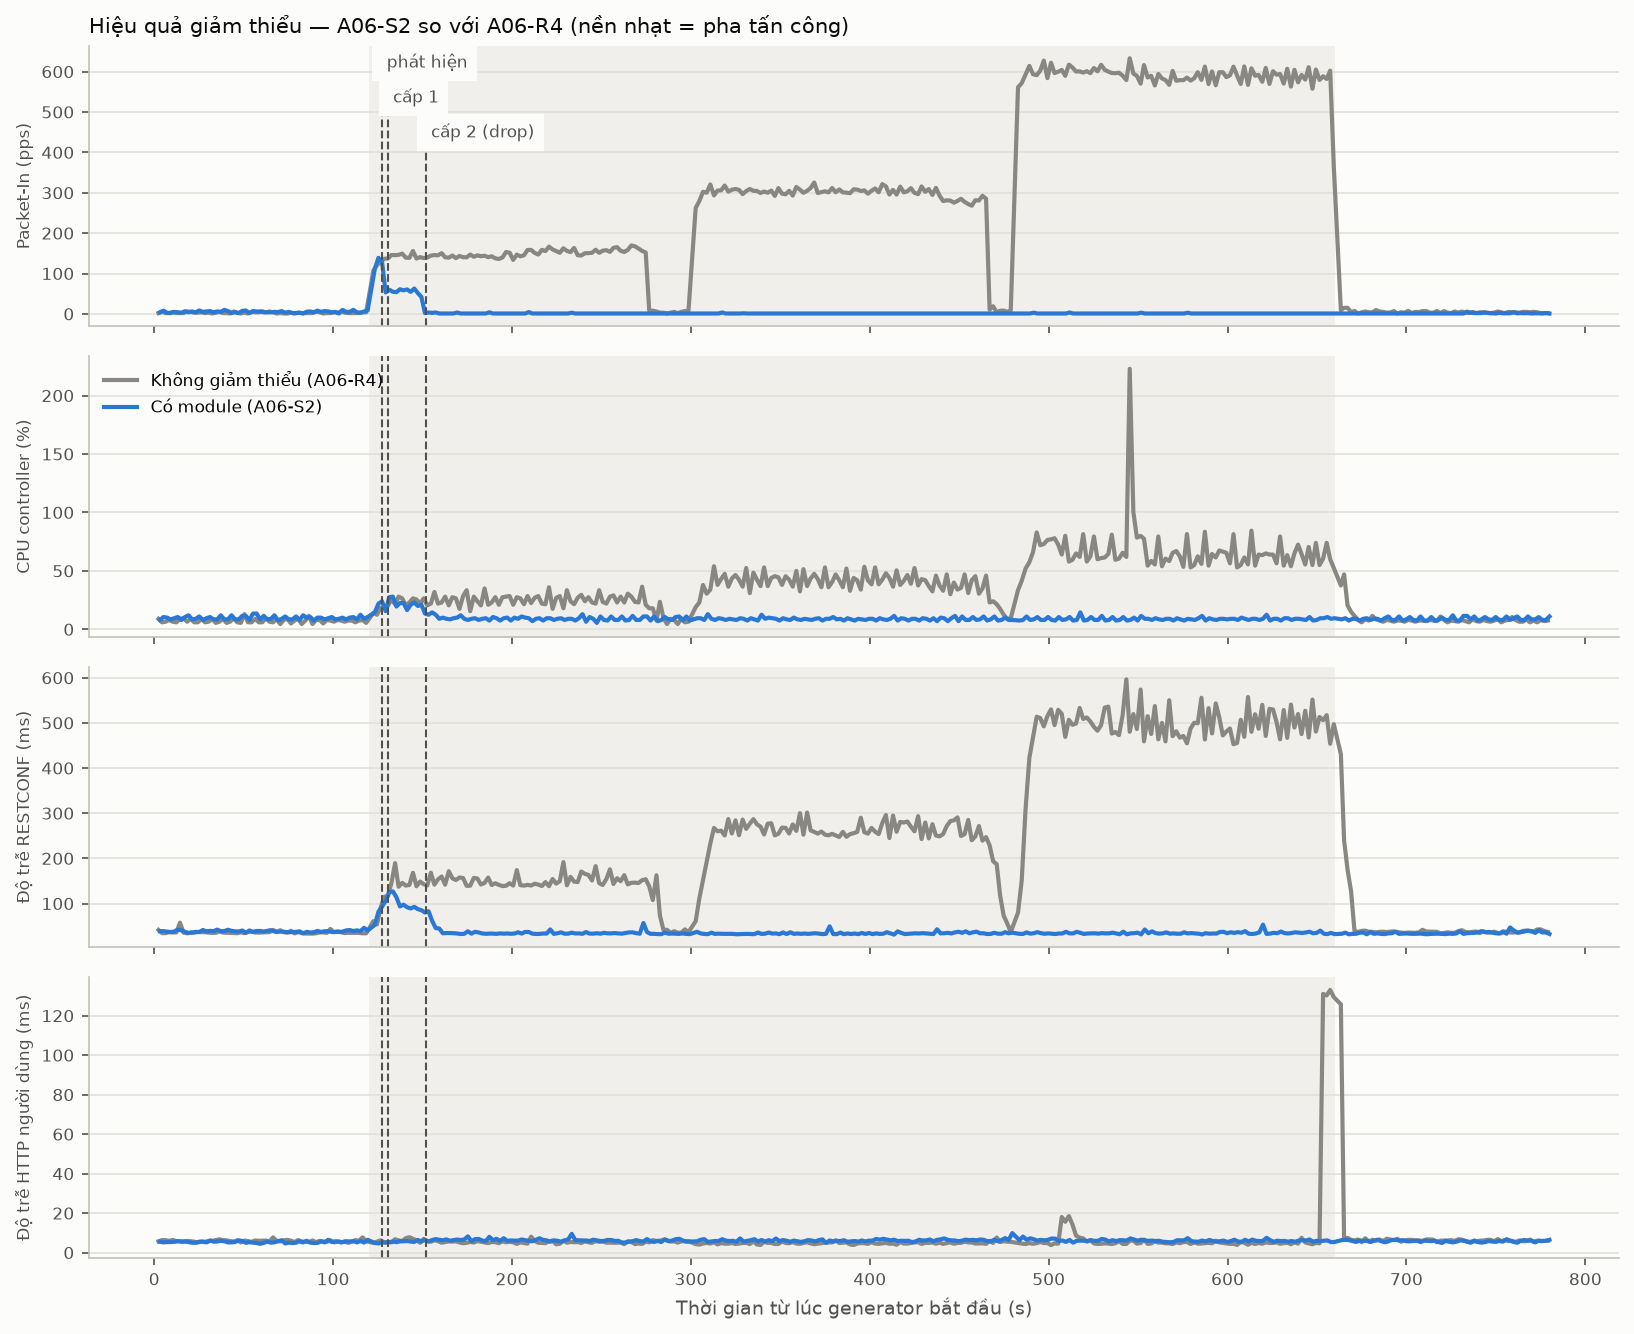 Hiệu quả giảm thiểu — A06-S2 so với A06-R4 (nền nhạt = pha tấn công)
phát hiện
cấp 1
cấp 2 (drop)
Packet-In (pps)
600
500
400
300
200
100
0
Không giảm thiểu (A06-R4)
Có module (A06-S2)
CPU controller (%)
200
150
100
50
0
Độ trễ RESTCONF (ms)
600
500
400
300
200
100
Độ trễ HTTP người dùng (ms)
120
100
80
60
40
20
0
0 100 200 300 400 500 600 700 800
Thời gian từ lúc generator bắt đầu (s)